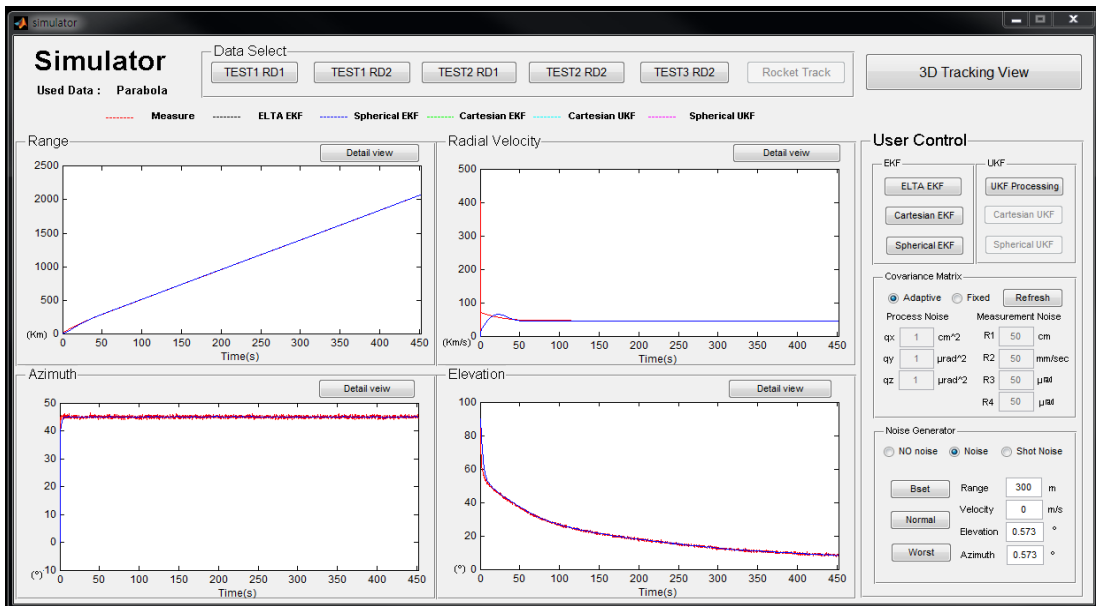 simulator
Simulator
Used Data : Parabola
Data Select
TEST1 RD1 TEST1 RD2 TEST2 RD1 TEST2 RD2 TEST3 RD2 Rocket Track
3D Tracking View
Measure ELTA EKF Spherical EKF Cartesian EKF Cartesian UKF Spherical UKF
Range
Detail view
2500
2000
1500
1000
500
0
(Km)
0 50 100 150 200 250 300 350 400 450
Time(s)
Radial Velocity
Detail veiw
500
400
300
200
100
0
(Km/s)
0 50 100 150 200 250 300 350 400 450
Time(s)
Azimuth
Detail veiw
50
40
30
20
10
0
-10
(°)
0 50 100 150 200 250 300 350 400 450
Time(s)
Elevation
Detail view
100
80
60
40
20
0
(°)
0 50 100 150 200 250 300 350 400 450
Time(s)
User Control
EKF
ELTA EKF
Cartesian EKF
Spherical EKF
UKF
UKF Processing
Cartesian UKF
Spherical UKF
Covariance Matrix
Adaptive Fixed Refresh
Process Noise Measurement Noise
qx 1 cm^2 R1 50 cm
qy 1 µrad^2 R2 50 mm/sec
qz 1 µrad^2 R3 50 µrad
R4 50 µrad
Noise Generator
NO noise Noise Shot Noise
Bset
Normal
Worst
Range 300 m
Velocity 0 m/s
Elevation 0.573 °
Azimuth 0.573 °